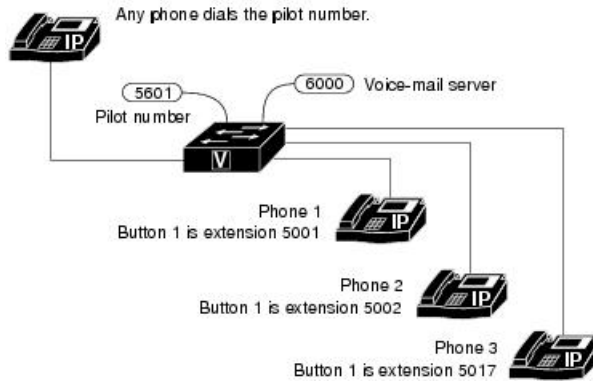 Any phone dials the pilot number.
IP
5601
6000
Voice-mail server
Pilot number
V
Phone 1
Button 1 is extension 5001
IP
Phone 2
Button 1 is extension 5002
IP
Phone 3
Button 1 is extension 5017
IP